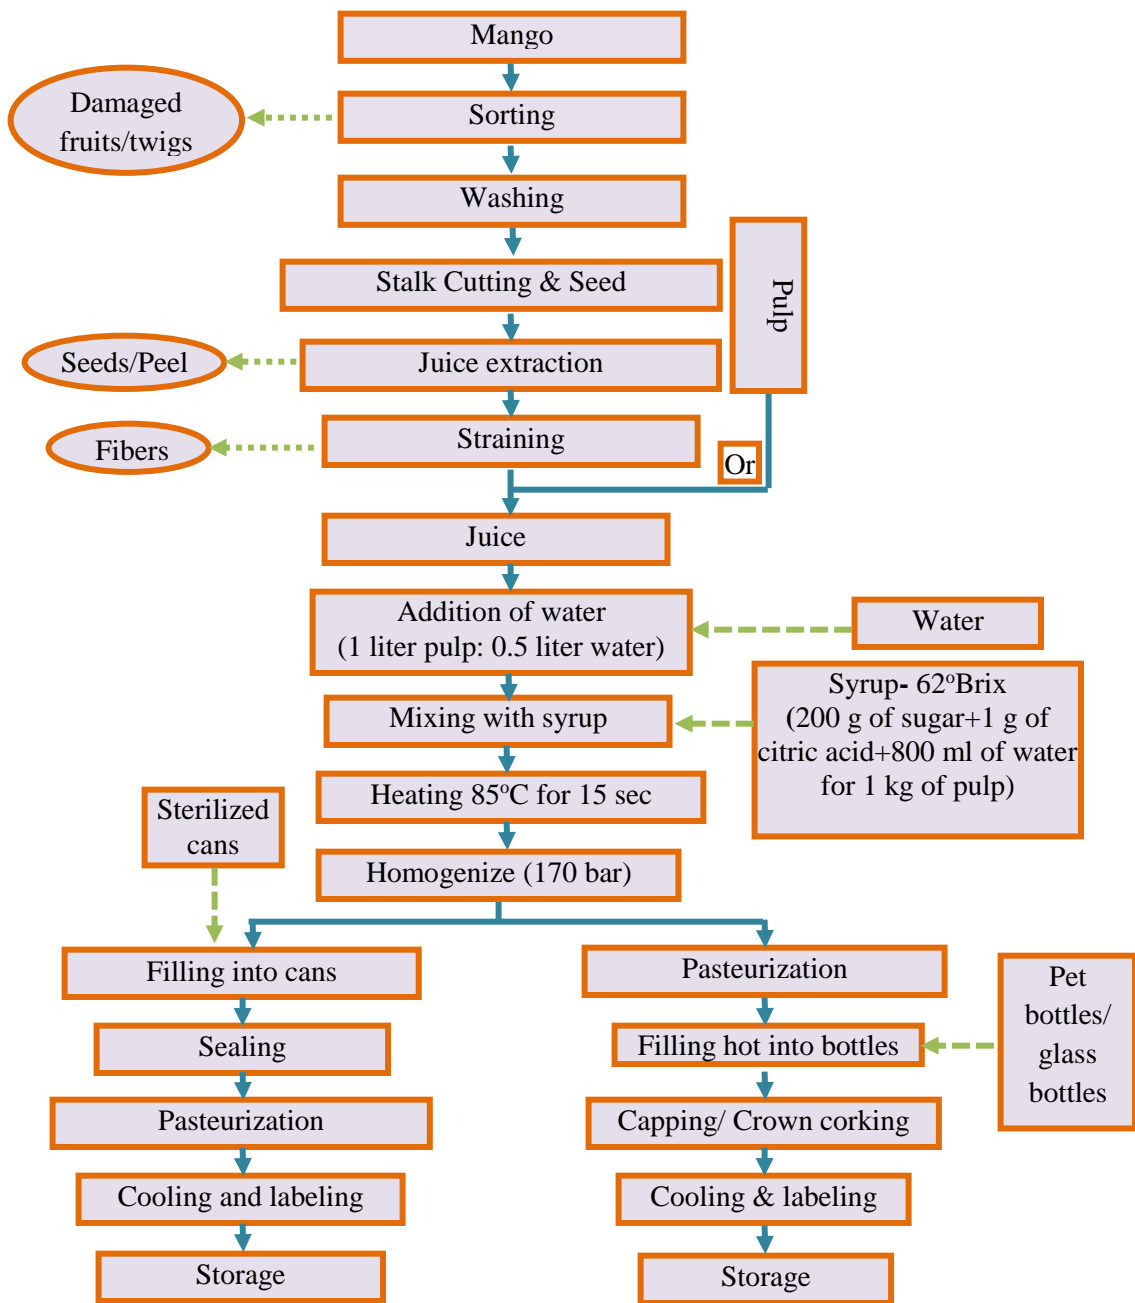 Mango
Damaged
fruits/twigs
Sorting
Washing
Stalk Cutting & Seed
Pulp
Seeds/Peel
Juice extraction
Fibers
Straining
Or
Juice
Addition of water
(1 liter pulp: 0.5 liter water)
Water
Mixing with syrup
Syrup- 62°Brix
(200 g of sugar+1 g of
citric acid+800 ml of water
for 1 kg of pulp)
Heating 85°C for 15 sec
Sterilized
cans
Homogenize (170 bar)
Filling into cans
Pasteurization
Pet
bottles/
glass
bottles
Sealing
Filling hot into bottles
Pasteurization
Capping/ Crown corking
Cooling and labeling
Cooling & labeling
Storage
Storage